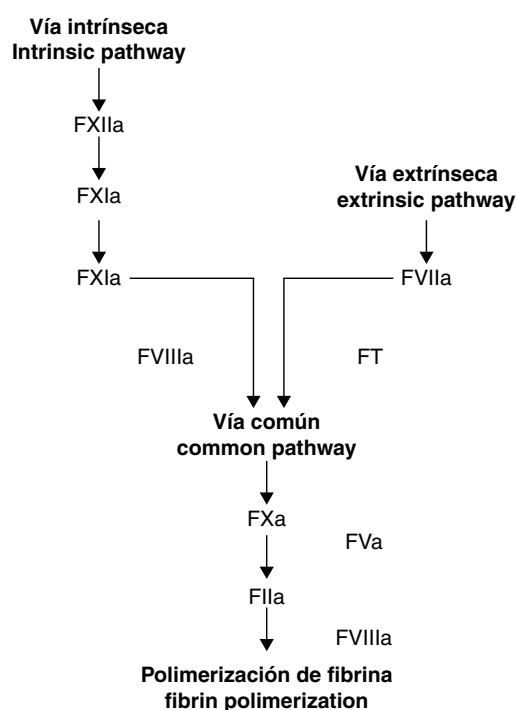 Vía intrínseca
Intrinsic pathway
FXIIa
FXIa
FXIa
Vía extrínseca
extrinsic pathway
FVIIa
FVIIIa
FT
Vía común
common pathway
FXa
FVa
FIIa
FVIIIa
Polimerización de fibrina
fibrin polimerization